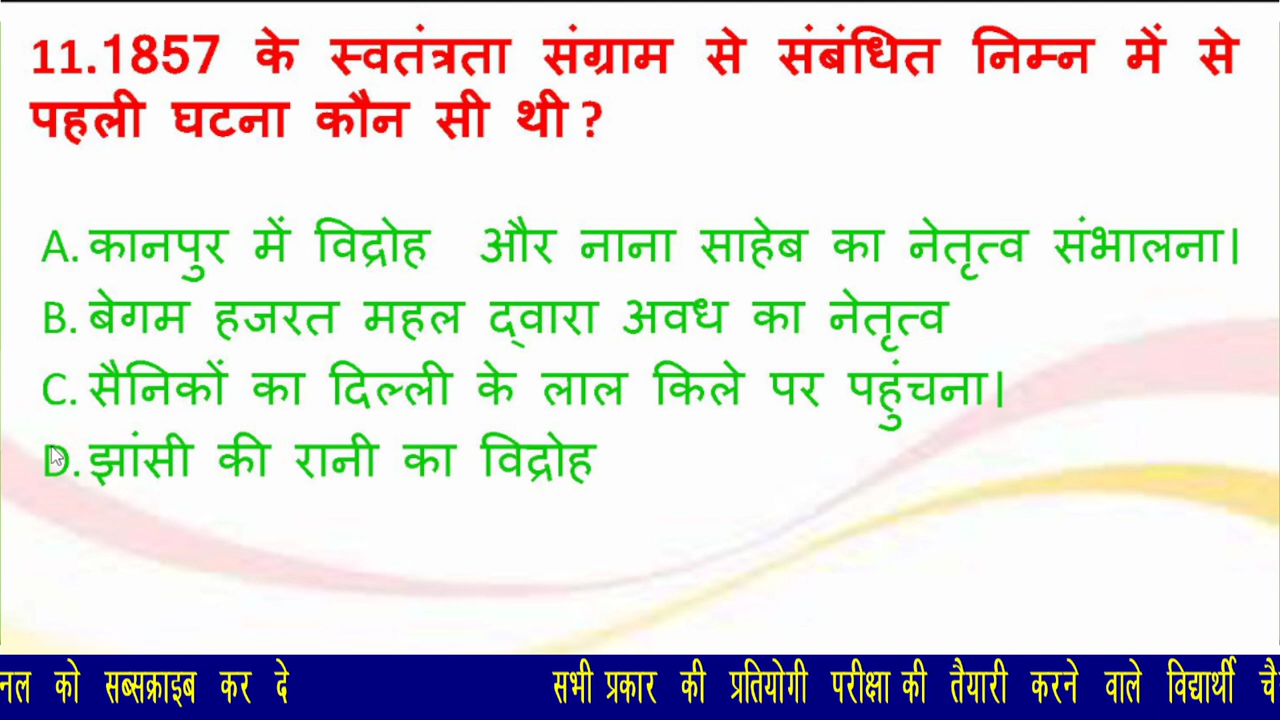 11.1857 के स्वतंत्रता संग्राम से संबंधित निम्न में से
पहली घटना कौन सी थी ?
A. कानपुर में विद्रोह और नाना साहेब का नेतृत्व संभालना।
B. बेगम हजरत महल द्वारा अवध का नेतृत्व
C. सैनिकों का दिल्ली के लाल किले पर पहुंचना।
D. झांसी की रानी का विद्रोह
को सब्सक्राइब कर दे सभी प्रकार की प्रतियोगी परीक्षा की तैयारी करने वाले विद्यार्थी